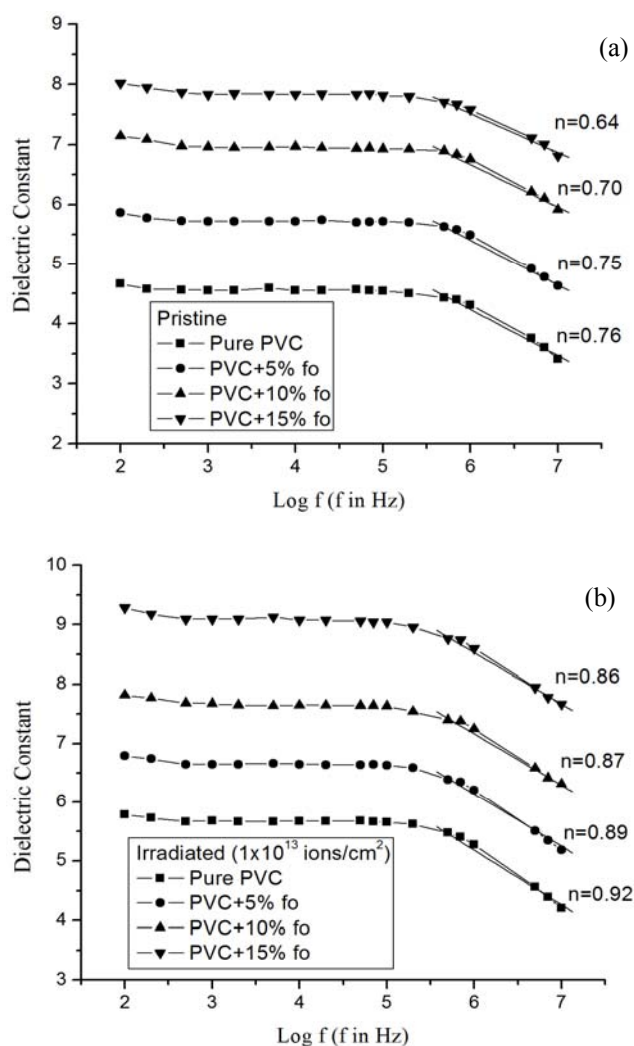 (a)
9
8
7
6
5
4
3
2
Dielectric Constant
n=0.64
n=0.70
n=0.75
n=0.76
Pristine
Pure PVC
PVC+5% fo
PVC+10% fo
PVC+15% fo
2 3 4 5 6 7
Log f (f in Hz)
(b)
10
9
8
7
6
5
4
3
Dielectric Constant
n=0.86
n=0.87
n=0.89
n=0.92
Irradiated (1x10¹³ ions/cm²)
Pure PVC
PVC+5% fo
PVC+10% fo
PVC+15% fo
2 3 4 5 6 7
Log f (f in Hz)